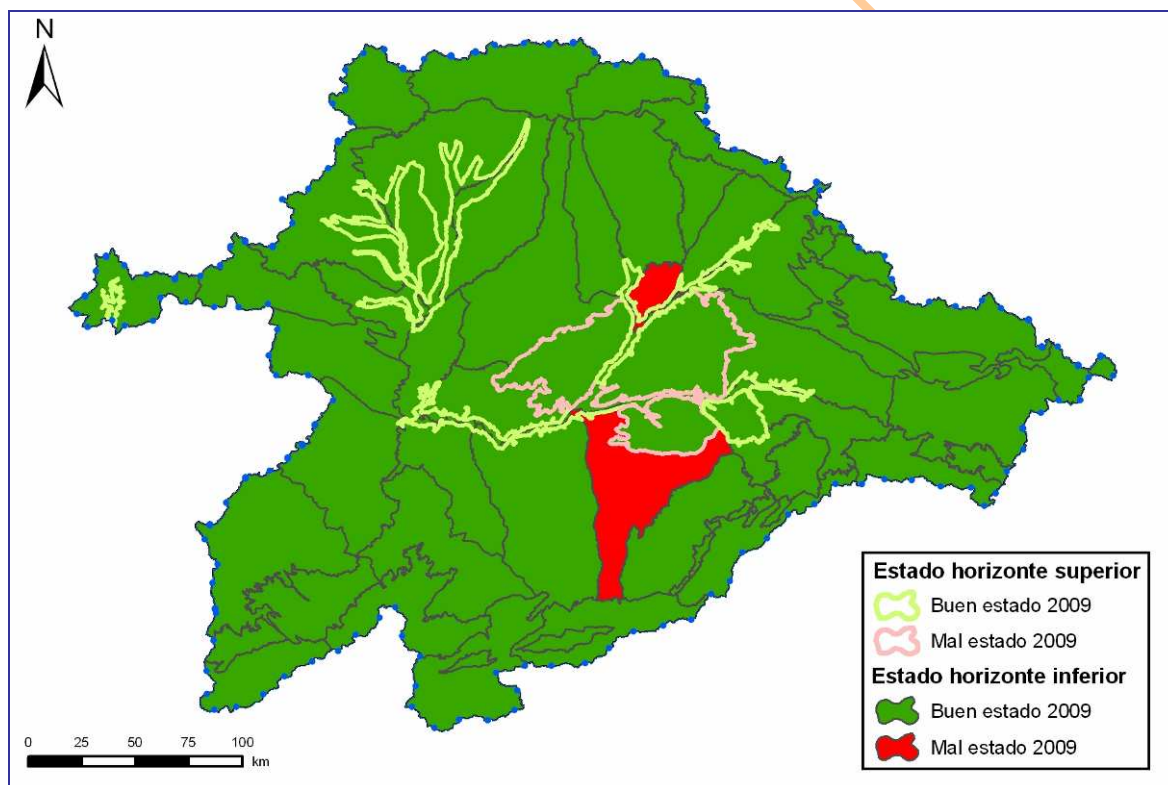 N
Estado horizonte superior
Buen estado 2009
Mal estado 2009
Estado horizonte inferior
Buen estado 2009
Mal estado 2009
0 25 50 75 100
km